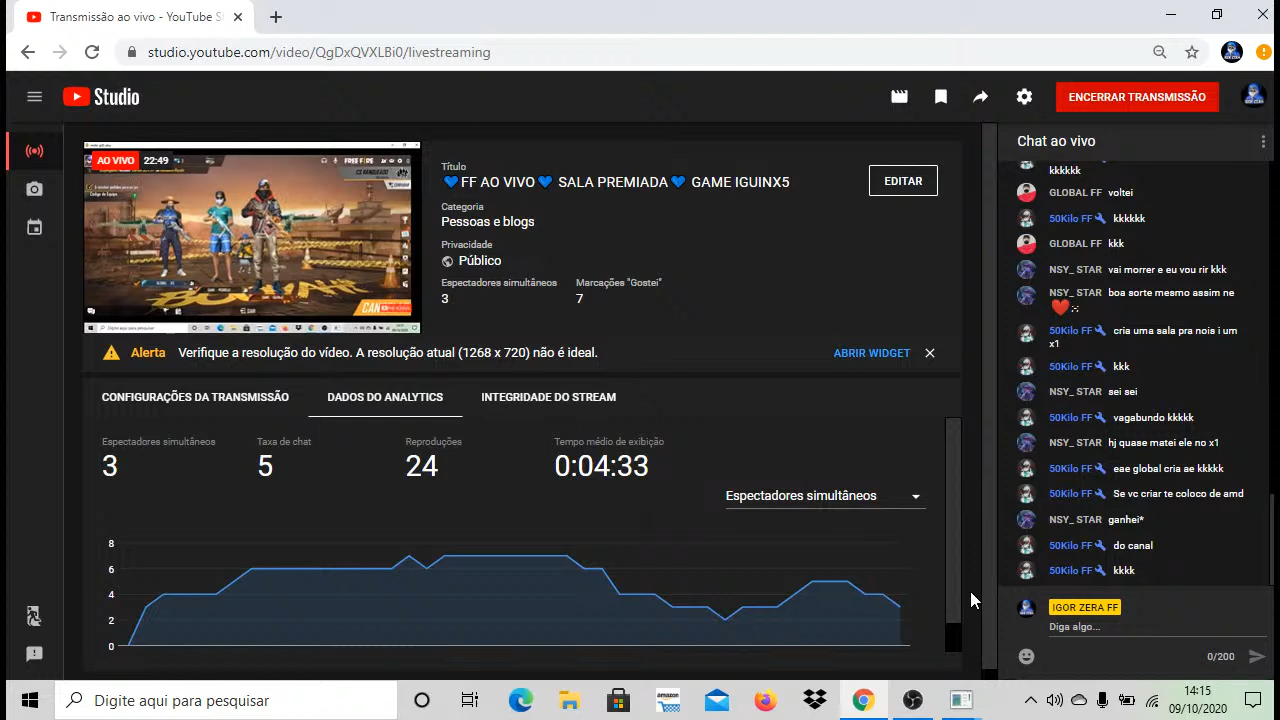 Transmissão ao vivo - YouTube S
studio.youtube.com/video/QgDxQVXLBi0/livestreaming
Studio
ENCERRAR TRANSMISSÃO
AO VIVO 22:49
FREE FIRE
CS RANQUEADO
Título
💙FF AO VIVO💙 SALA PREMIADA💙 GAME IGUINX5
EDITAR
Categoria
Pessoas e blogs
Privacidade
Público
Espectadores simultâneos
3
Marcações "Gostei"
7
Alerta Verifique a resolução do vídeo. A resolução atual (1268 x 720) não é ideal.
ABRIR WIDGET
CONFIGURAÇÕES DA TRANSMISSÃO
DADOS DO ANALYTICS
INTEGRIDADE DO STREAM
Espectadores simultâneos
3
Taxa de chat
5
Reproduções
24
Tempo médio de exibição
0:04:33
Espectadores simultâneos
8
6
4
2
0
Chat ao vivo
kkkkkk
GLOBAL FF voltei
50Kilo FF kkkkkk
GLOBAL FF kkk
NSY_ STAR vai morrer e eu vou rir kkk
NSY_ STAR boa sorte mesmo assim ne
❤️
50Kilo FF cria uma sala pra nois i um
x1
50Kilo FF kkk
NSY_ STAR sei sei
50Kilo FF vagabundo kkkkk
NSY_ STAR hj quase matei ele no x1
50Kilo FF eae global cria ae kkkkk
50Kilo FF Se vc criar te coloco de amd
NSY_ STAR ganhei*
50Kilo FF do canal
50Kilo FF kkkk
IGOR ZERA FF
Diga algo...
0/200
Digite aqui para pesquisar
amazon
14:15
09/10/2020